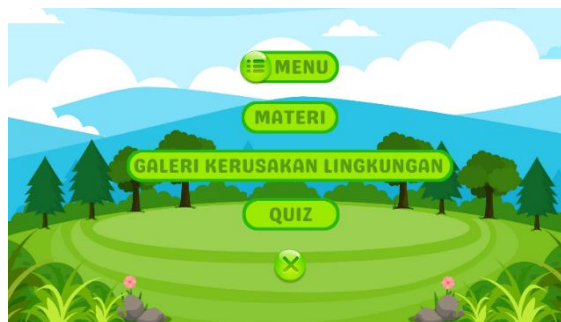 MENU
MATERI
GALERI KERUSAKAN LINGKUNGAN
QUIZ